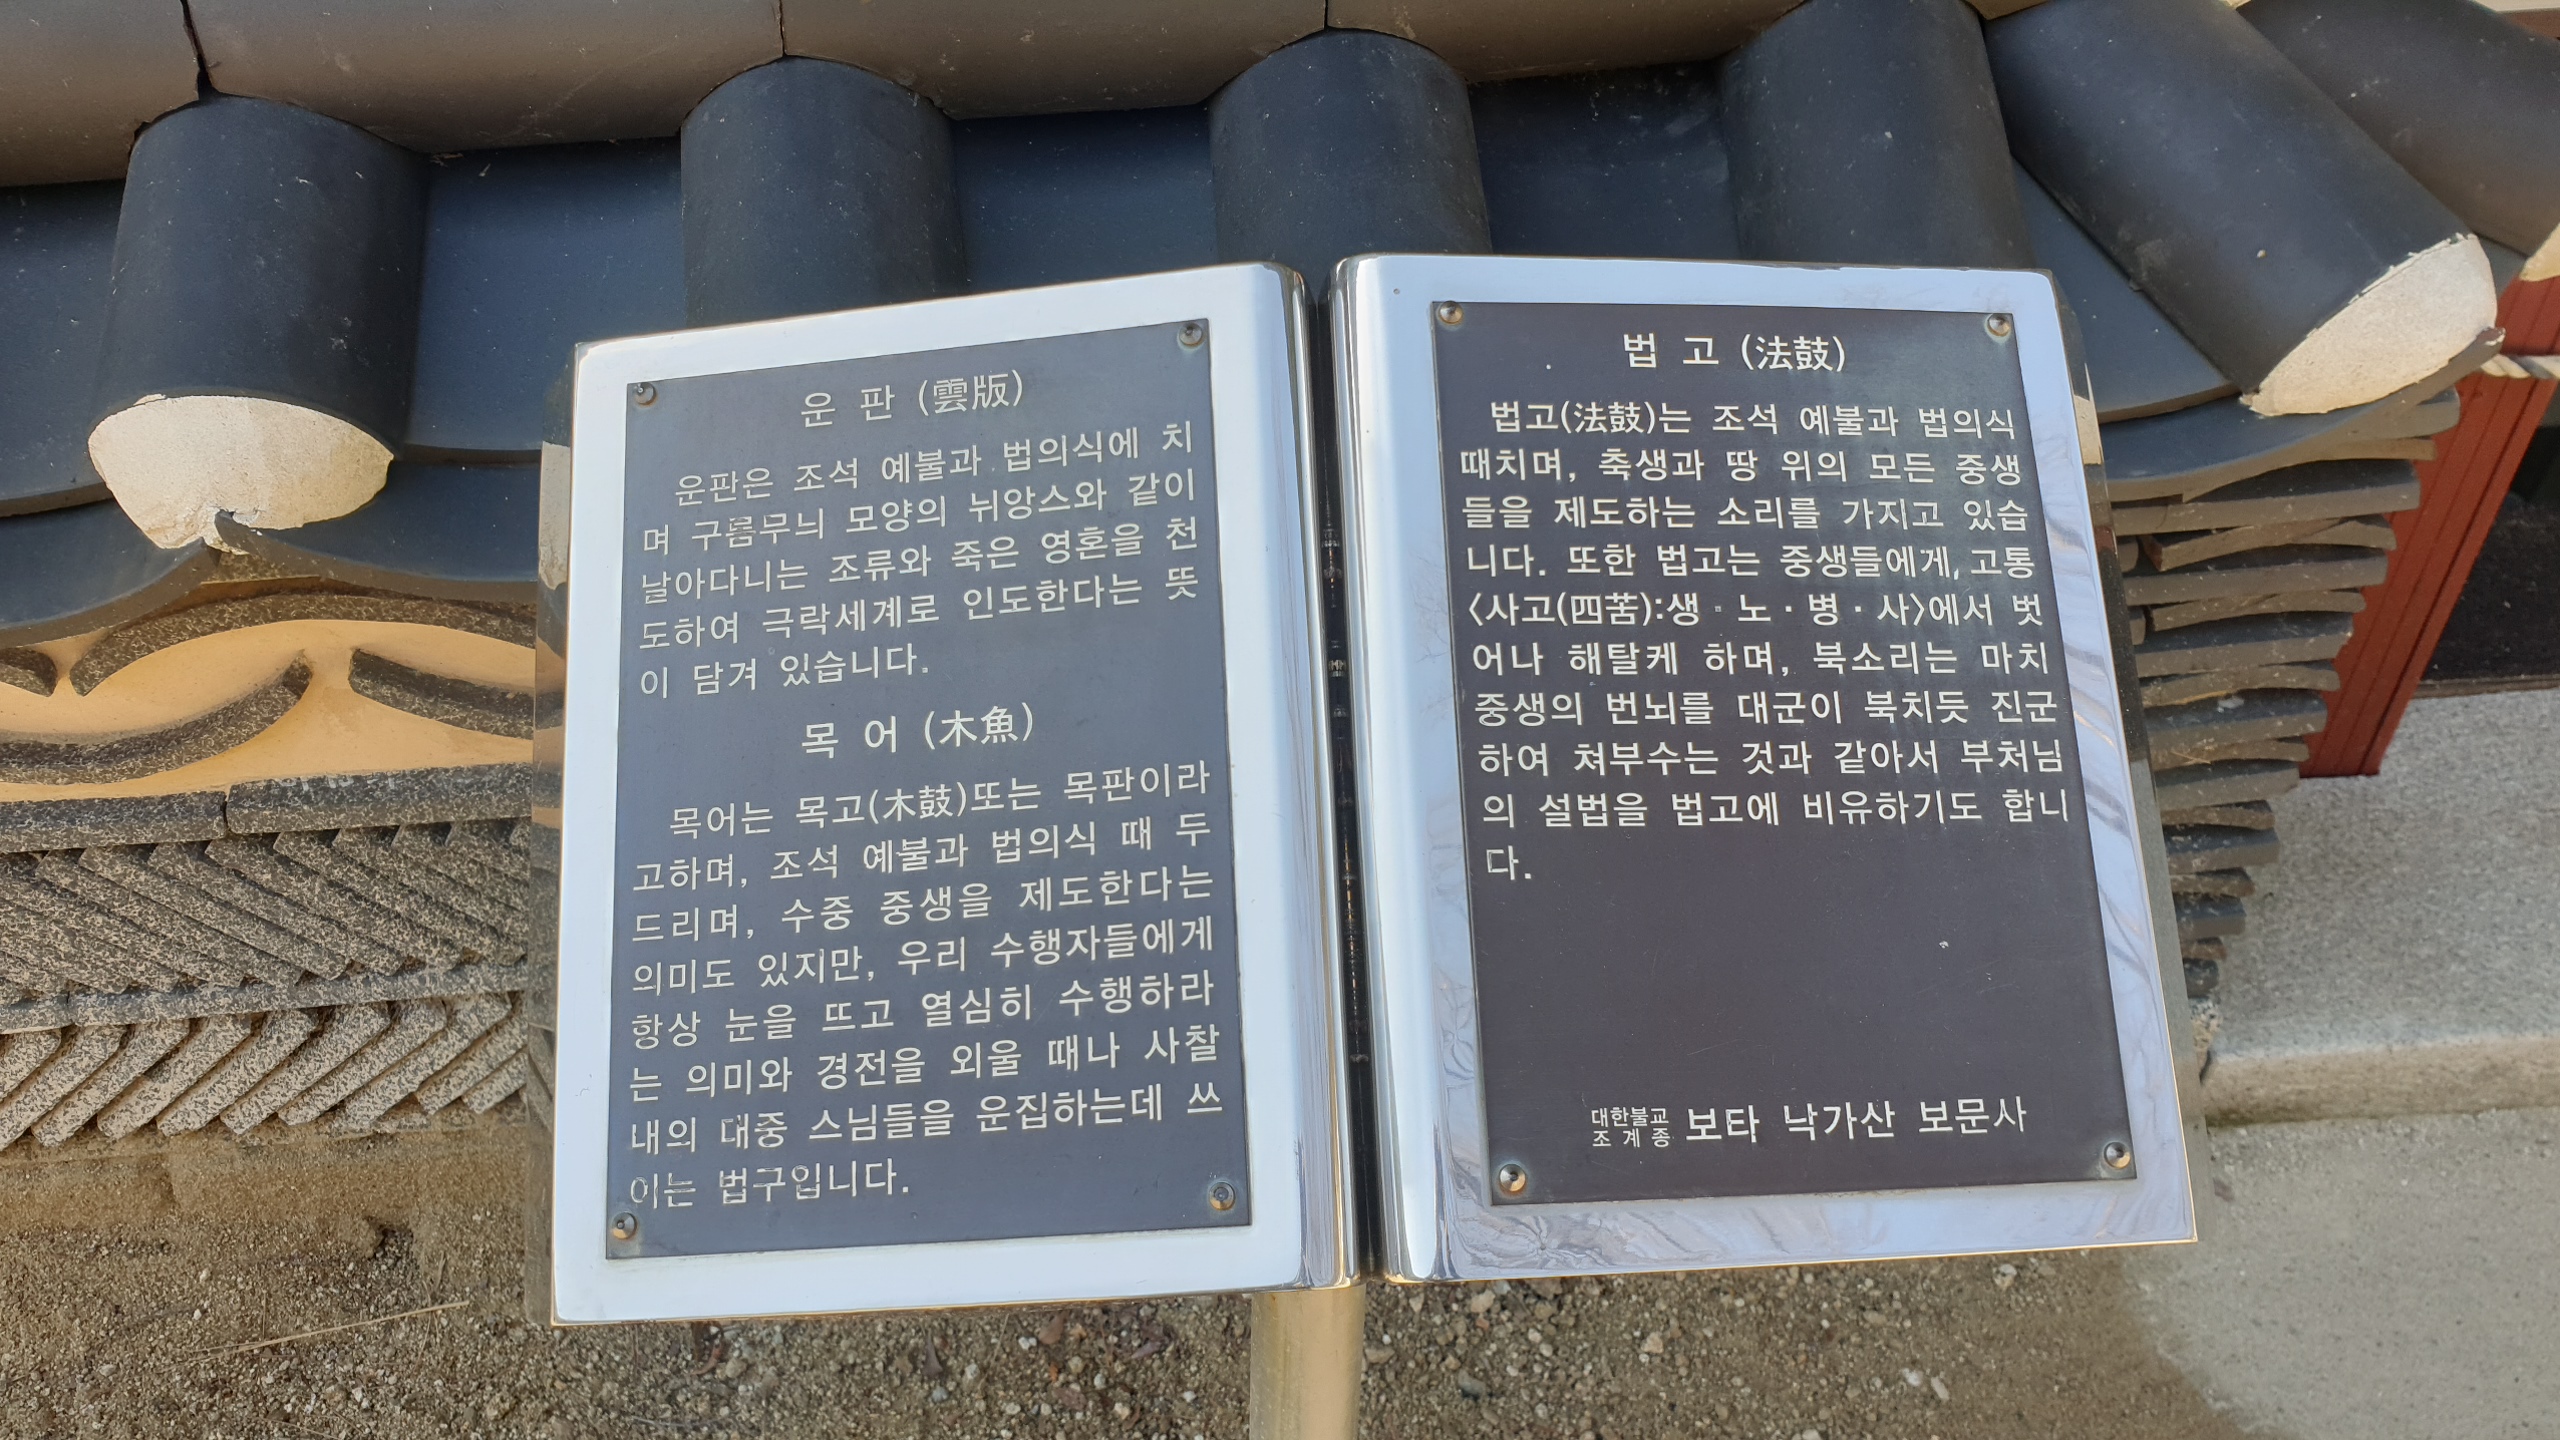 운 판 (雲版)
운판은 조석 예불과 법의식에 치
며 구름무늬 모양의 뉘앙스와 같이
날아다니는 조류와 죽은 영혼을 천
도하여 극락세계로 인도한다는 뜻
이 담겨 있습니다.
목 어 (木魚)
목어는 목고(木鼓)또는 목판이라
고하며, 조석 예불과 법의식 때 두
드리며, 수중 중생을 제도한다는
의미도 있지만, 우리 수행자들에게
항상 눈을 뜨고 열심히 수행하라
는 의미와 경전을 외울 때나 사찰
내의 대중 스님들을 운집하는데 쓰
이는 법구입니다.
법 고 (法鼓)
법고(法鼓)는 조석 예불과 법의식
때치며, 축생과 땅 위의 모든 중생
들을 제도하는 소리를 가지고 있습
니다. 또한 법고는 중생들에게, 고통
〈사고(四苦):생·노·병·사〉에서 벗
어나 해탈케 하며, 북소리는 마치
중생의 번뇌를 대군이 북치듯 진군
하여 쳐부수는 것과 같아서 부처님
의 설법을 법고에 비유하기도 합니
다.
대한불교 조계종 보타 낙가산 보문사